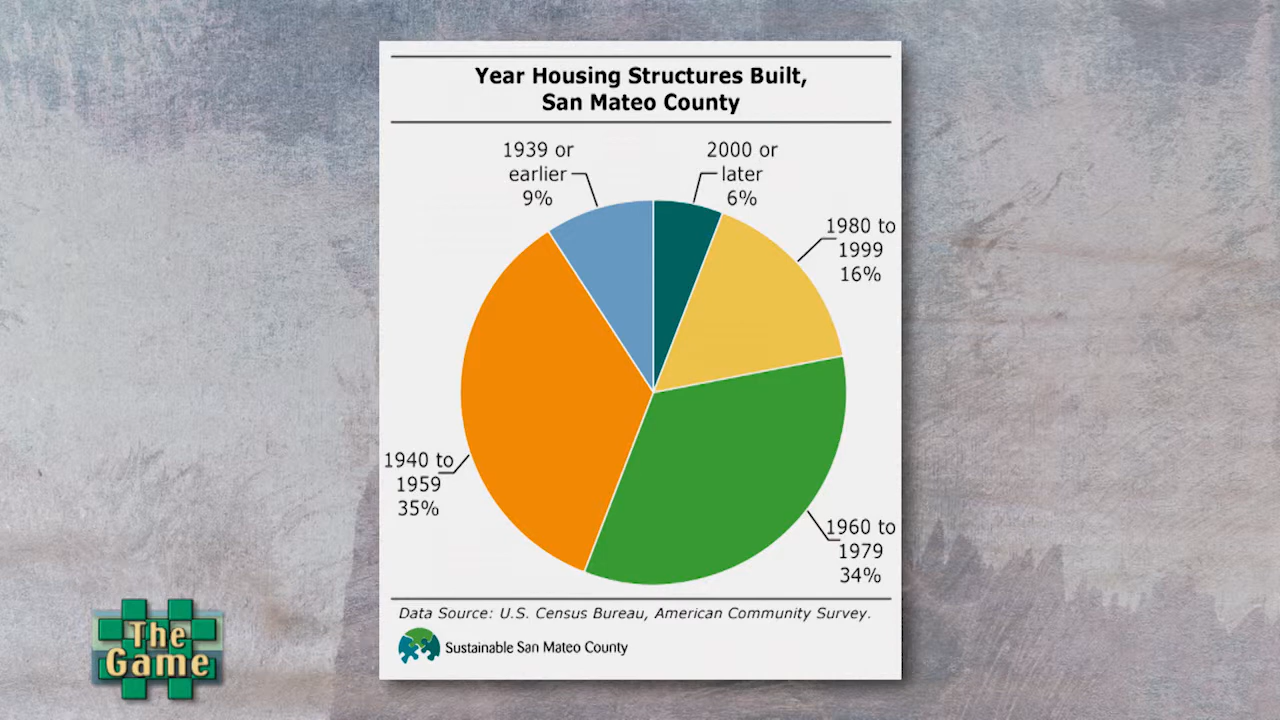 Year Housing Structures Built,
San Mateo County
1939 or
earlier
9%
2000 or
later
6%
1980 to
1999
16%
1940 to
1959
35%
1960 to
1979
34%
Data Source: U.S. Census Bureau, American Community Survey.
Sustainable San Mateo County
The
Game